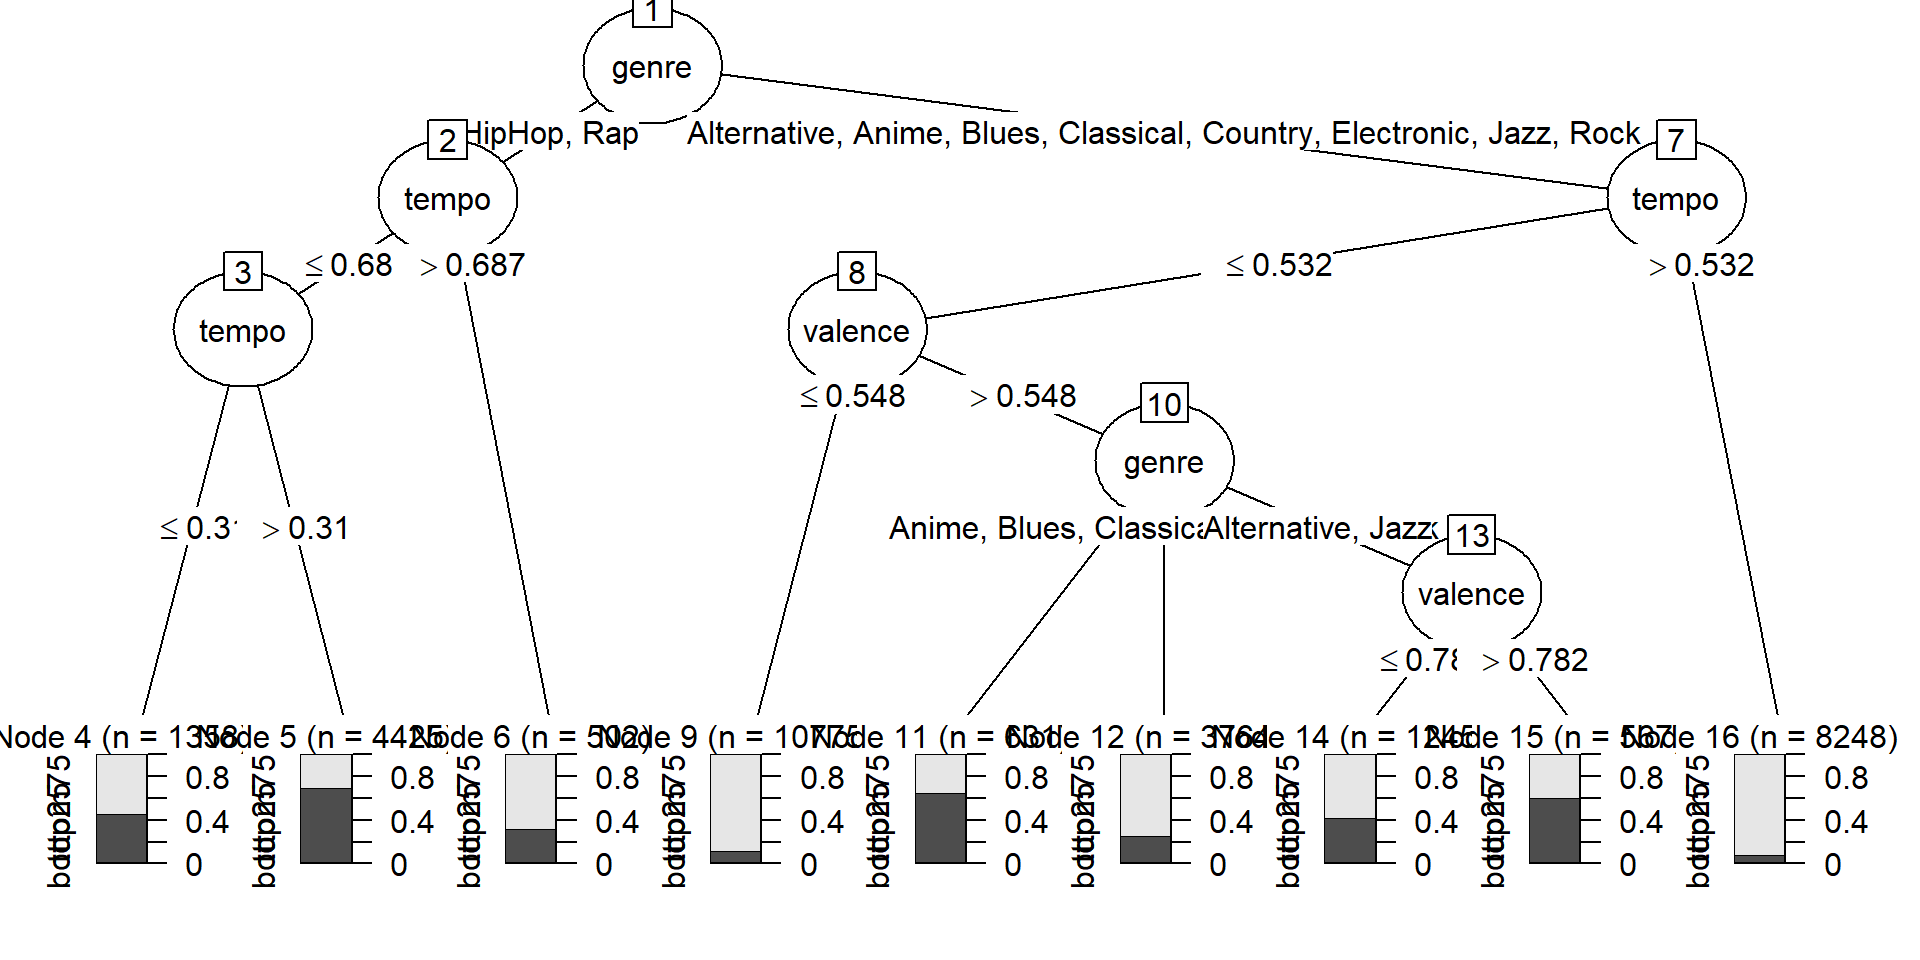 1
genre
HipHop, Rap
Alternative, Anime, Blues, Classical, Country, Electronic, Jazz, Rock
2
tempo
7
tempo
≤ 0.68
> 0.687
≤ 0.532
> 0.532
3
tempo
8
valence
≤ 0.548
> 0.548
10
genre
≤ 0.3
> 0.31
Anime, Blues, Classica
Alternative, Jazz
13
valence
≤ 0.78
> 0.782
Node 4 (n = 1358)
Node 5 (n = 4425)
Node 6 (n = 502)
Node 9 (n = 10775)
Node 11 (n = 631)
Node 12 (n = 3764)
Node 14 (n = 1245)
Node 15 (n = 567)
Node 16 (n = 8248)
0.8
0.4
0
0.8
0.4
0
0.8
0.4
0
0.8
0.4
0
0.8
0.4
0
0.8
0.4
0
0.8
0.4
0
0.8
0.4
0
0.8
0.4
0